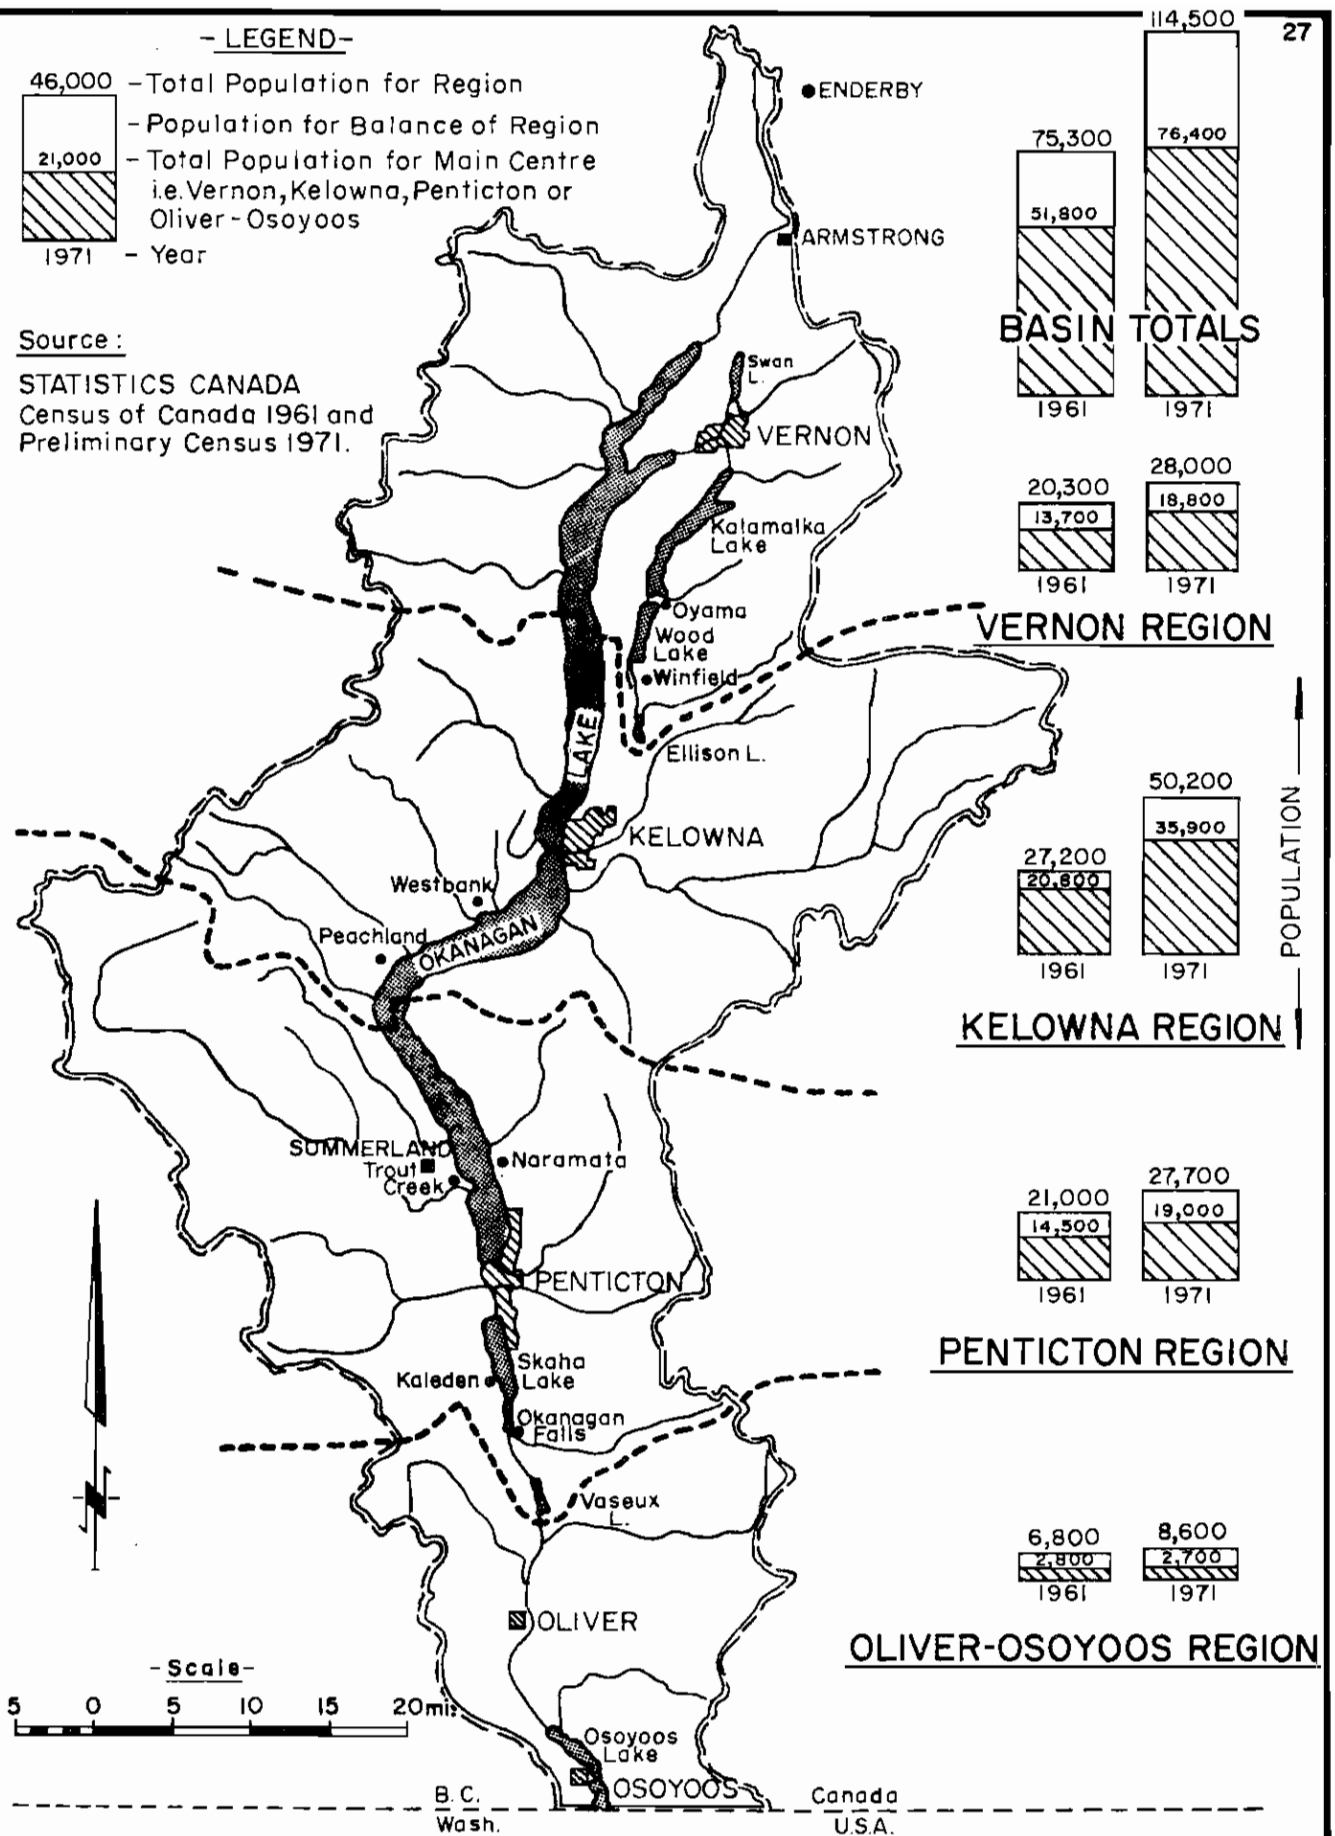 27
- LEGEND -
46,000 - Total Population for Region
- Population for Balance of Region
21,000 - Total Population for Main Centre
i.e. Vernon, Kelowna, Penticton or
Oliver - Osoyoos
1971 - Year
Source :
STATISTICS CANADA
Census of Canada 1961 and
Preliminary Census 1971.
114,500
76,400
75,300
51,800
BASIN TOTALS
1961 1971
28,000
18,800
20,300
13,700
1961 1971
VERNON REGION
50,200
35,900
27,200
20,800
1961 1971
KELOWNA REGION
POPULATION
27,700
19,000
21,000
14,500
1961 1971
PENTICTON REGION
6,800 8,600
2,800 2,700
1961 1971
OLIVER-OSOYOOS REGION
ENDERBY
ARMSTRONG
Swan
L.
VERNON
Kalamalka
Lake
Oyama
Wood
Lake
Winfield
Ellison L.
OKANAGAN LAKE
KELOWNA
Westbank
Peachland
SUMMERLAND
Trout
Creek
Naramata
PENTICTON
Skaha
Lake
Kaleden
Okanagan
Falls
Vaseux
L.
OLIVER
Osoyoos
Lake
OSOYOOS
- Scale -
5 0 5 10 15 20 mis.
B.C. Canada
Wash. U.S.A.